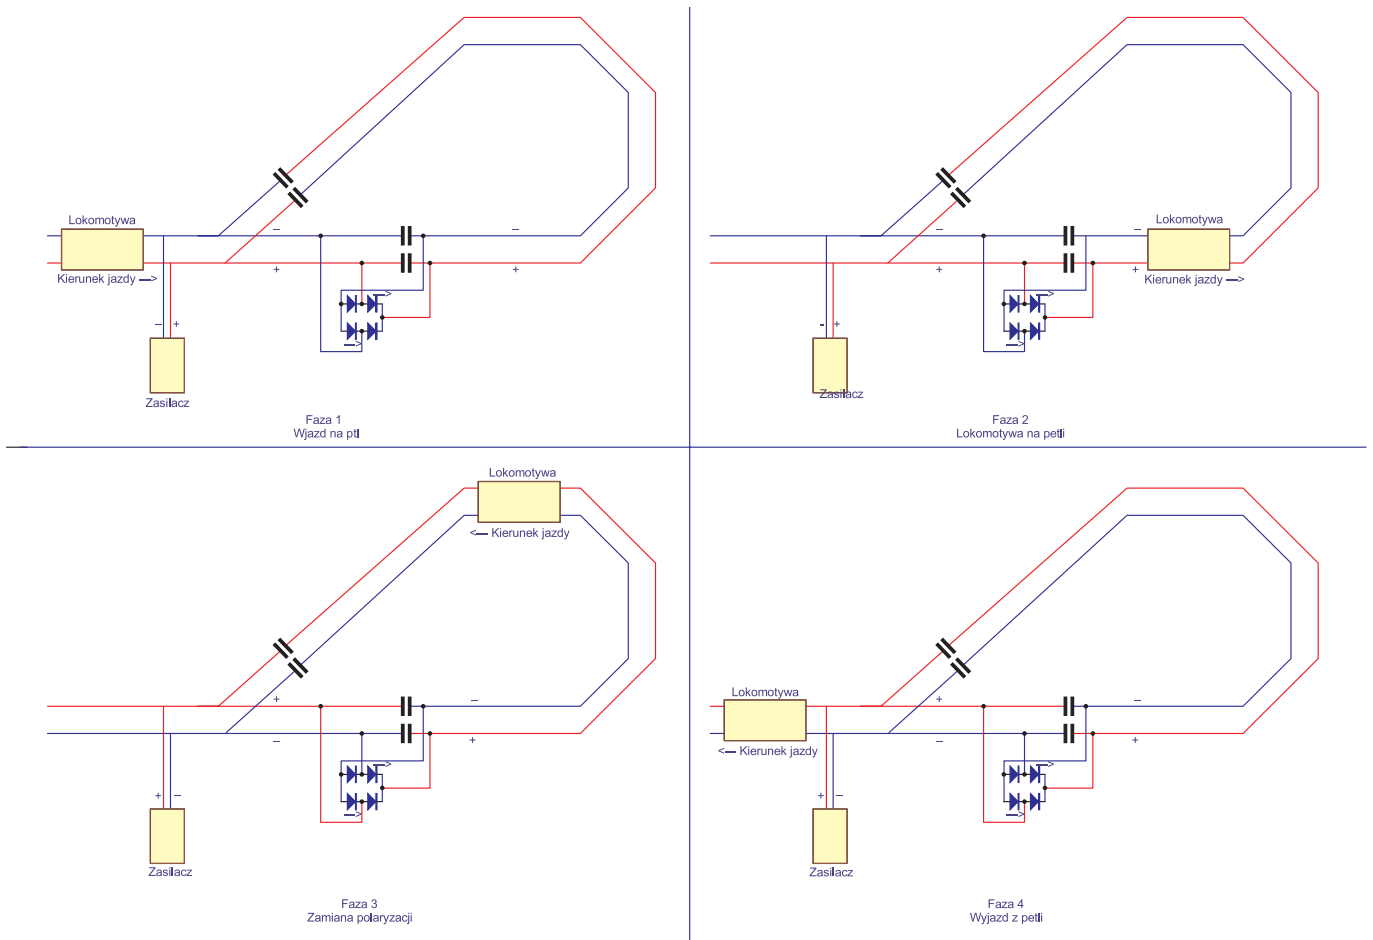 Lokomotywa
Kierunek jazdy —>
–
–
+
+
–
+
—>
—>
Zasilacz
Faza 1
Wjazd na ptl
Lokomotywa
Kierunek jazdy —>
–
–
+
+
-
+
—>
—>
Zasilacz
Faza 2
Lokomotywa na petli
Lokomotywa
<— Kierunek jazdy
+
–
–
+
+
–
—>
—>
Zasilacz
Faza 3
Zamiana polaryzacji
Lokomotywa
<— Kierunek jazdy
+
–
–
+
+
–
—>
—>
Zasilacz
Faza 4
Wyjazd z petli